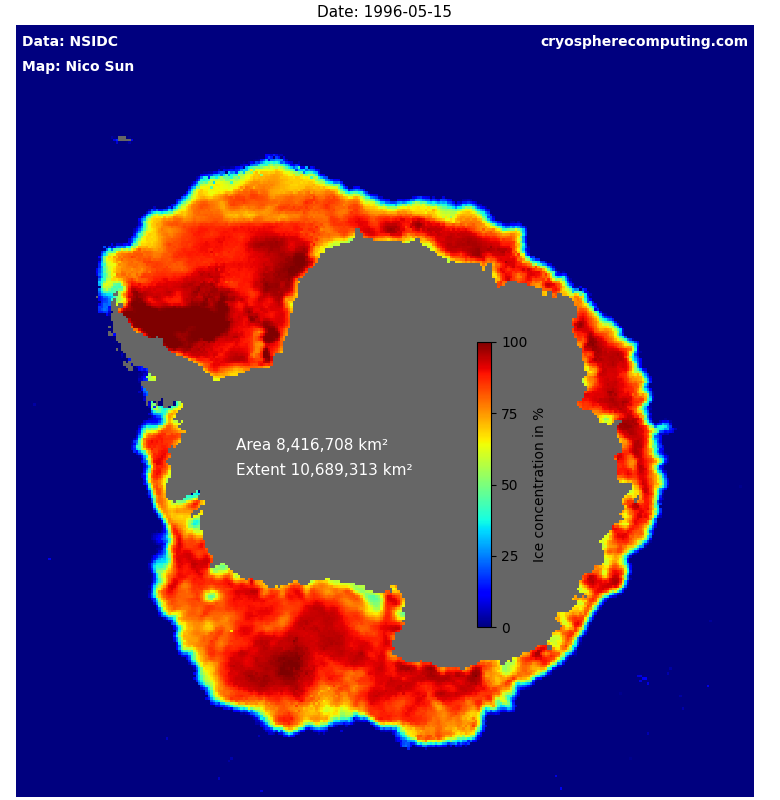 Date: 1996-05-15
Data: NSIDC
cryospherecomputing.com
Map: Nico Sun
100
75
50
25
0
Ice concentration in %
Area 8,416,708 km²
Extent 10,689,313 km²